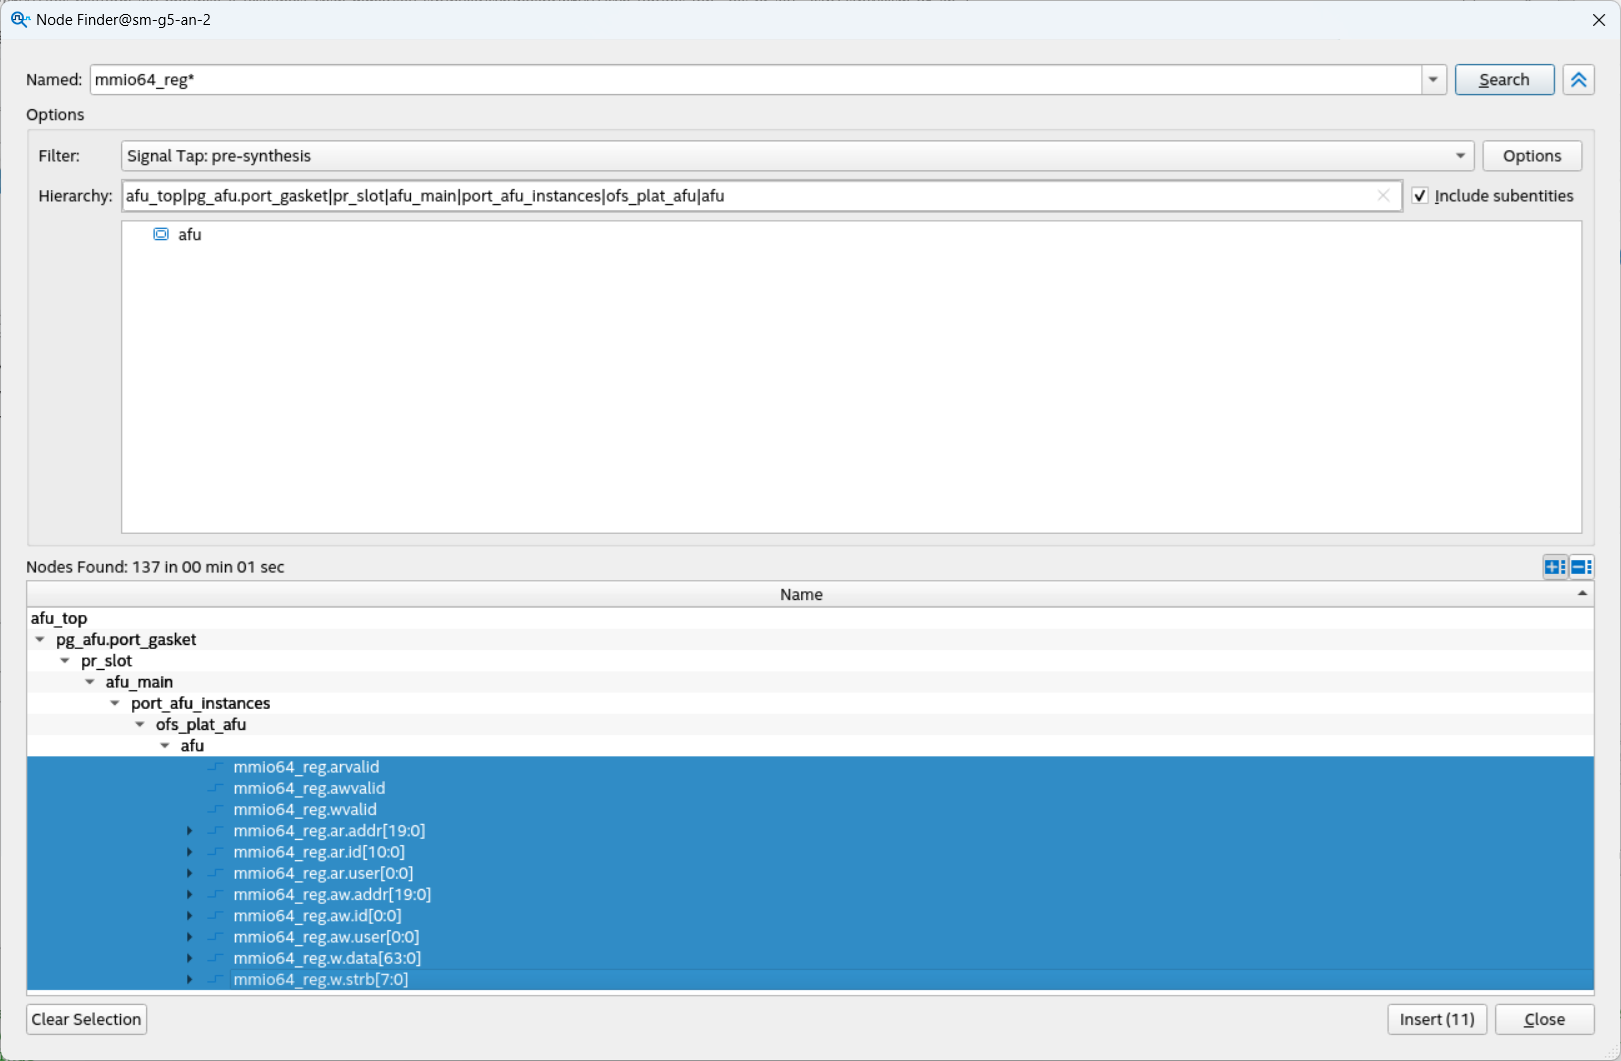 Node Finder@sm-g5-an-2
Named: mmio64_reg* Search
Options
Filter: Signal Tap: pre-synthesis Options
Hierarchy: afu_top|pg_afu.port_gasket|pr_slot|afu_main|port_afu_instances|ofs_plat_afu|afu Include subentities
afu
Nodes Found: 137 in 00 min 01 sec
Name
afu_top
pg_afu.port_gasket
pr_slot
afu_main
port_afu_instances
ofs_plat_afu
afu
mmio64_reg.arvalid
mmio64_reg.awvalid
mmio64_reg.wvalid
mmio64_reg.ar.addr[19:0]
mmio64_reg.ar.id[10:0]
mmio64_reg.ar.user[0:0]
mmio64_reg.aw.addr[19:0]
mmio64_reg.aw.id[0:0]
mmio64_reg.aw.user[0:0]
mmio64_reg.w.data[63:0]
mmio64_reg.w.strb[7:0]
Clear Selection Insert (11) Close